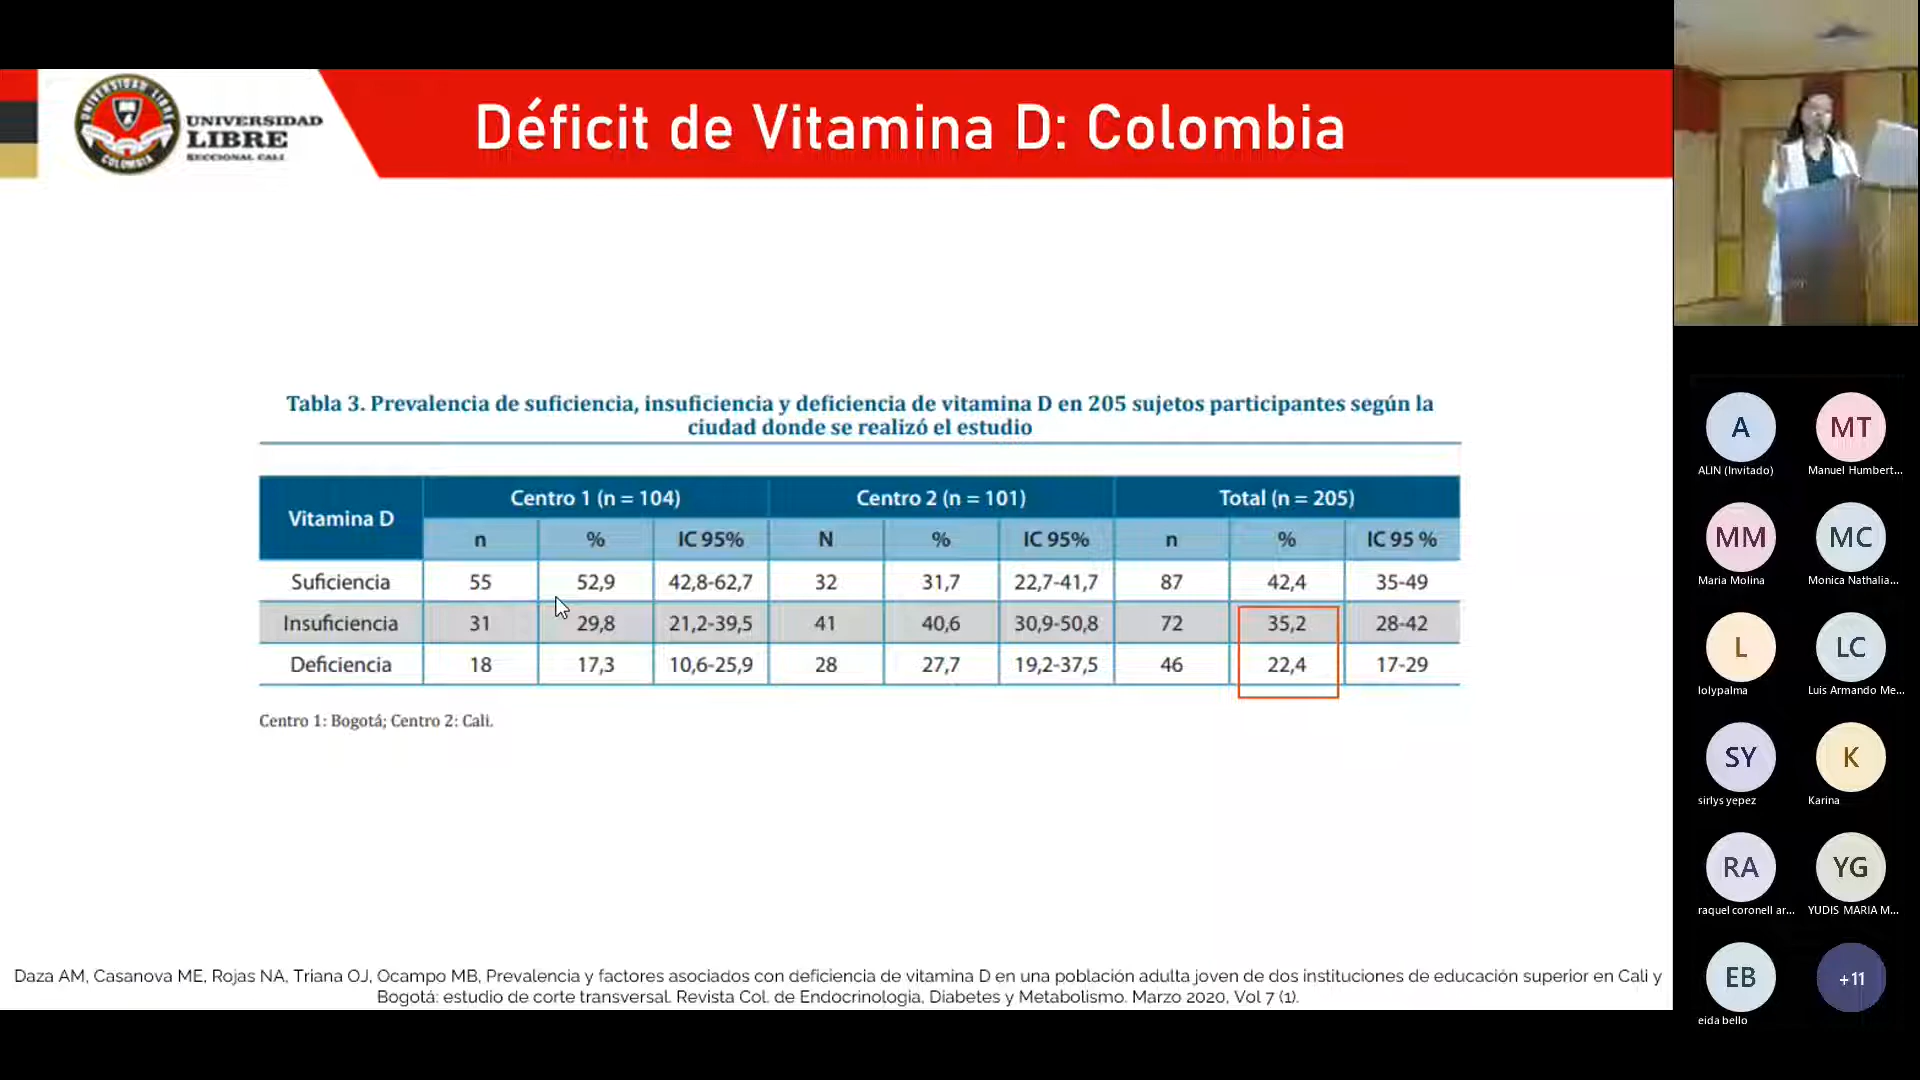 UNIVERSIDAD LIBRE
COLOMBIA
UNIVERSIDAD
LIBRE
SECCIONAL CALI
Déficit de Vitamina D: Colombia
Tabla 3. Prevalencia de suficiencia, insuficiencia y deficiencia de vitamina D en 205 sujetos participantes según la
ciudad donde se realizó el estudio
Vitamina D Centro 1 (n = 104) Centro 2 (n = 101) Total (n = 205)
n % IC 95% N % IC 95% n % IC 95 %
Suficiencia 55 52,9 42,8-62,7 32 31,7 22,7-41,7 87 42,4 35-49
Insuficiencia 31 29,8 21,2-39,5 41 40,6 30,9-50,8 72 35,2 28-42
Deficiencia 18 17,3 10,6-25,9 28 27,7 19,2-37,5 46 22,4 17-29
Centro 1: Bogotá; Centro 2: Cali.
Daza AM, Casanova ME, Rojas NA, Triana OJ, Ocampo MB, Prevalencia y factores asociados con deficiencia de vitamina D en una población adulta joven de dos instituciones de educación superior en Cali y
Bogotá: estudio de corte transversal. Revista Col. de Endocrinologia, Diabetes y Metabolismo. Marzo 2020, Vol 7 (1).
A MT
ALIN (Invitado) Manuel Humbert...
MM MC
Maria Molina Monica Nathalia...
L LC
lolypalma Luis Armando Me...
SY K
sirlys yepez Karina
RA YG
raquel coronell ar... YUDIS MARIA M...
EB +11
eida bello